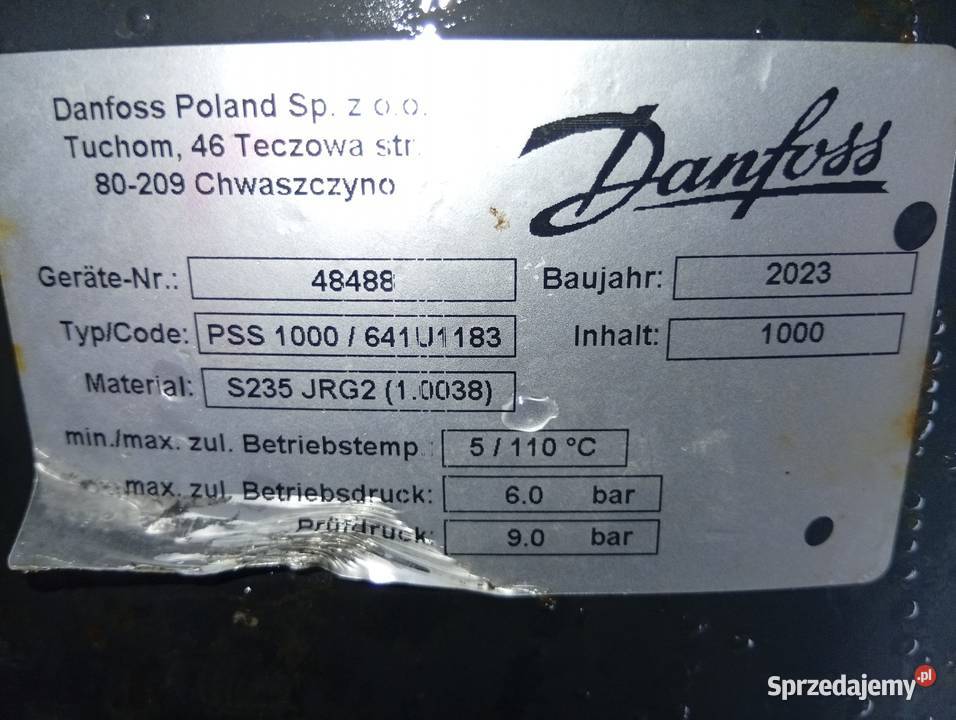 Danfoss Poland Sp. z o.o.
Tuchom, 46 Teczowa str.
80-209 Chwaszczyno
Danfoss
Geräte-Nr.: 48488 Baujahr: 2023
Typ/Code: PSS 1000 / 641U1183 Inhalt: 1000
Material: S235 JRG2 (1.0038)
min./max. zul. Betriebstemp.: 5 / 110 °C
max. zul. Betriebsdruck: 6.0 bar
Prüfdruck: 9.0 bar
Sprzedajemy.pl